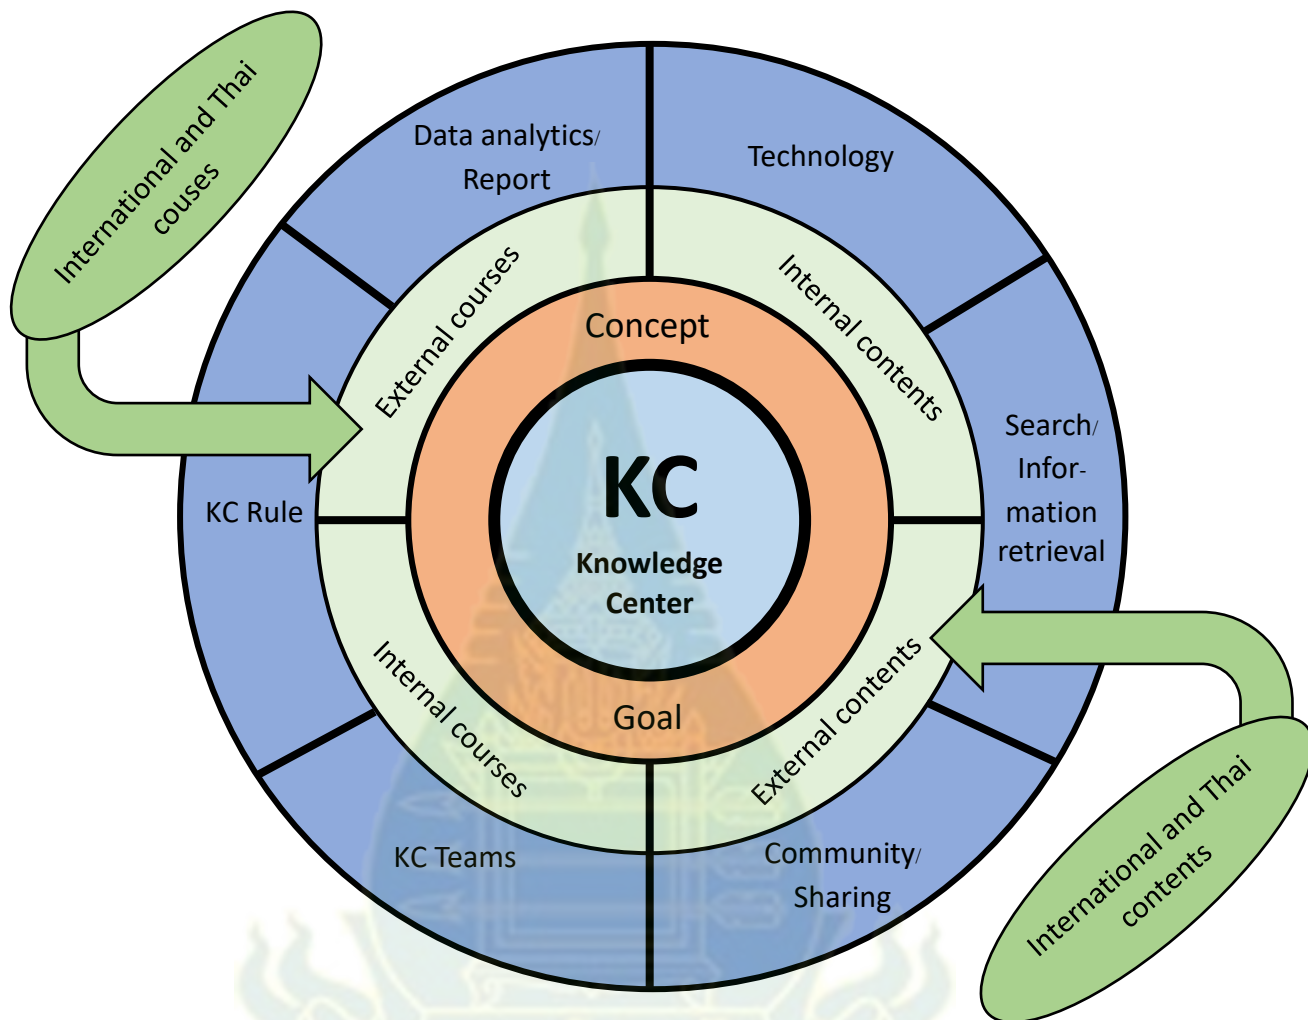 International and Thai
couses
Data analytics/
Report
Technology
External courses
Internal contents
Concept
KC
Knowledge
Center
Search/
Infor-
mation
retrieval
KC Rule
Internal courses
Goal
External contents
KC Teams
Community/
Sharing
International and Thai
contents